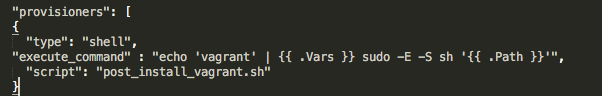 "provisioners": [
{
"type": "shell",
"execute_command" : "echo 'vagrant' | {{ .Vars }} sudo -E -S sh '{{ .Path }}'",
"script": "post_install_vagrant.sh"
}